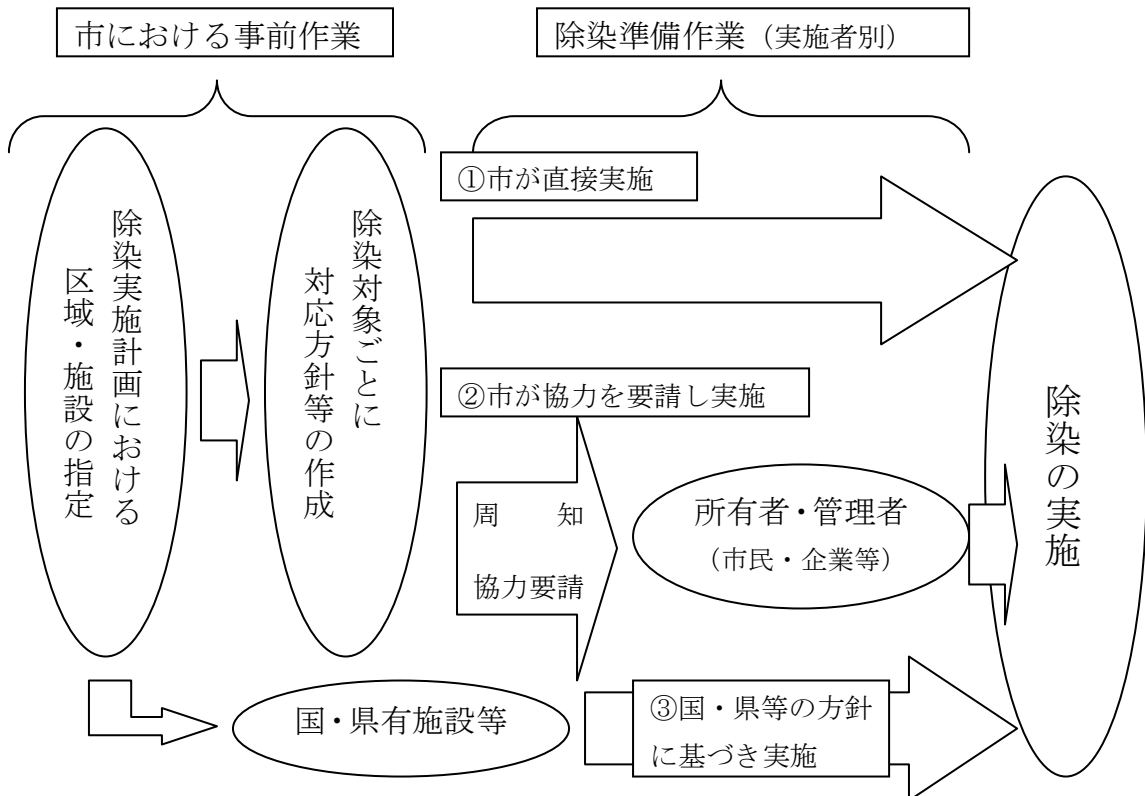 市における事前作業
除染準備作業（実施者別）
除染実施計画における
区域・施設の指定
除染対象ごとに
対応方針等の作成
①市が直接実施
②市が協力を要請し実施
周　知
協力要請
所有者・管理者
（市民・企業等）
国・県有施設等
③国・県等の方針
に基づき実施
除染の実施